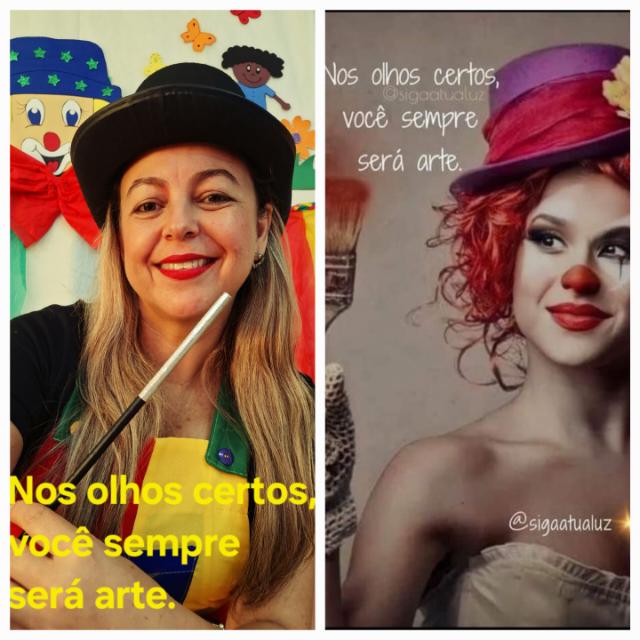 Nos olhos certos,
você sempre
será arte.
Nos olhos certos,
@sigaatualuz
você sempre
será arte.
@sigaatualuz